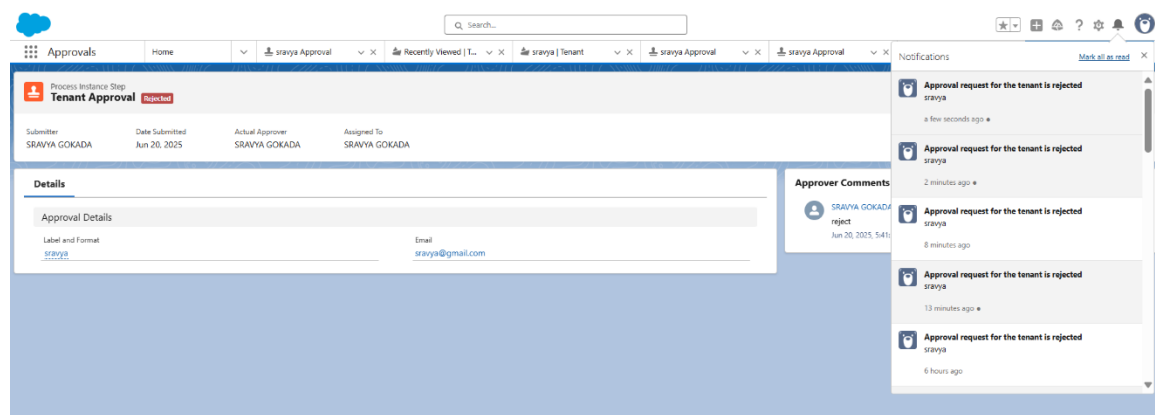 Search...
Approvals Home sravya Approval Recently Viewed | T... sravya | Tenant sravya Approval sravya Approval
Process Instance Step
Tenant Approval Rejected
Submitter Date Submitted Actual Approver Assigned To
SRAVYA GOKADA Jun 20, 2025 SRAVYA GOKADA SRAVYA GOKADA
Details
Approval Details
Label and Format Email
sravya sravya@gmail.com
Approver Comments
SRAVYA GOKADA
reject
Jun 20, 2025, 5:41
Notifications Mark all as read
Approval request for the tenant is rejected
sravya
a few seconds ago
Approval request for the tenant is rejected
sravya
2 minutes ago
Approval request for the tenant is rejected
sravya
8 minutes ago
Approval request for the tenant is rejected
sravya
13 minutes ago
Approval request for the tenant is rejected
sravya
6 hours ago